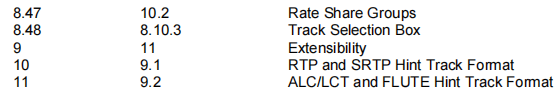 8.47 10.2 Rate Share Groups
8.48 8.10.3 Track Selection Box
9 11 Extensibility
10 9.1 RTP and SRTP Hint Track Format
11 9.2 ALC/LCT and FLUTE Hint Track Format